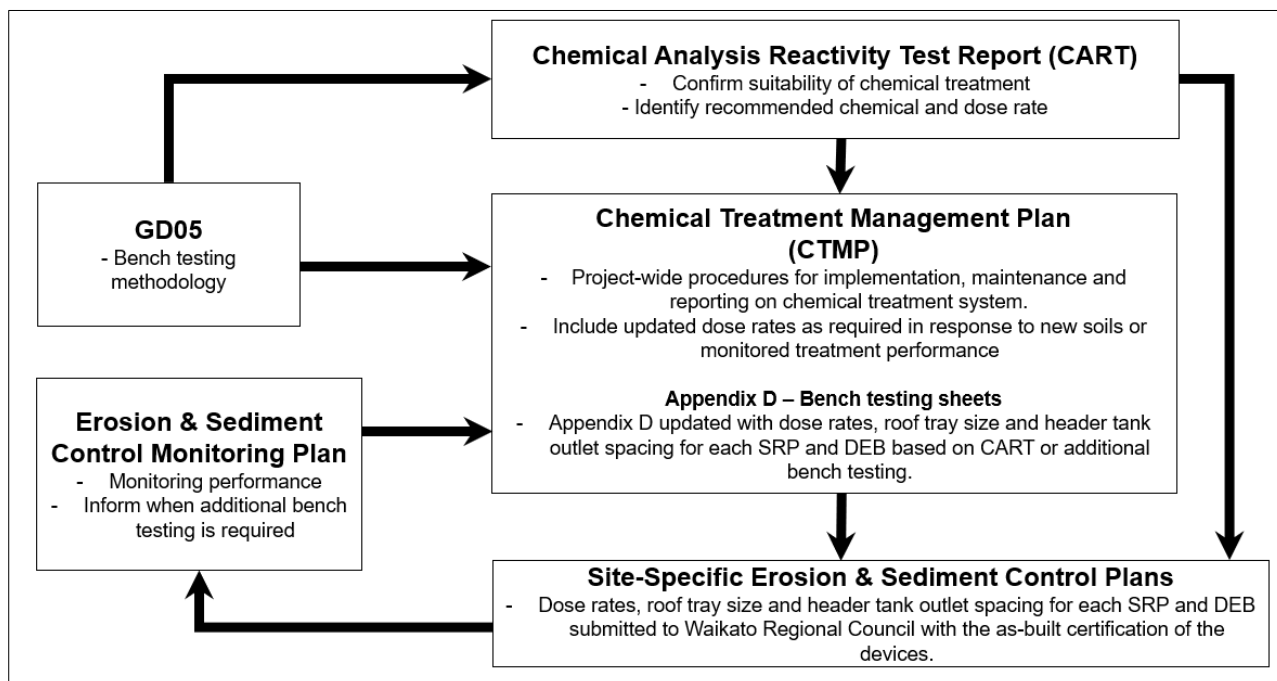 Chemical Analysis Reactivity Test Report (CART)
- Confirm suitability of chemical treatment
- Identify recommended chemical and dose rate
GD05
- Bench testing
methodology
Chemical Treatment Management Plan
(CTMP)
- Project-wide procedures for implementation, maintenance and
reporting on chemical treatment system.
- Include updated dose rates as required in response to new soils or
monitored treatment performance
Appendix D – Bench testing sheets
- Appendix D updated with dose rates, roof tray size and header tank
outlet spacing for each SRP and DEB based on CART or additional
bench testing.
Erosion & Sediment
Control Monitoring Plan
- Monitoring performance
- Inform when additional bench
testing is required
Site-Specific Erosion & Sediment Control Plans
- Dose rates, roof tray size and header tank outlet spacing for each SRP and DEB
submitted to Waikato Regional Council with the as-built certification of the
devices.